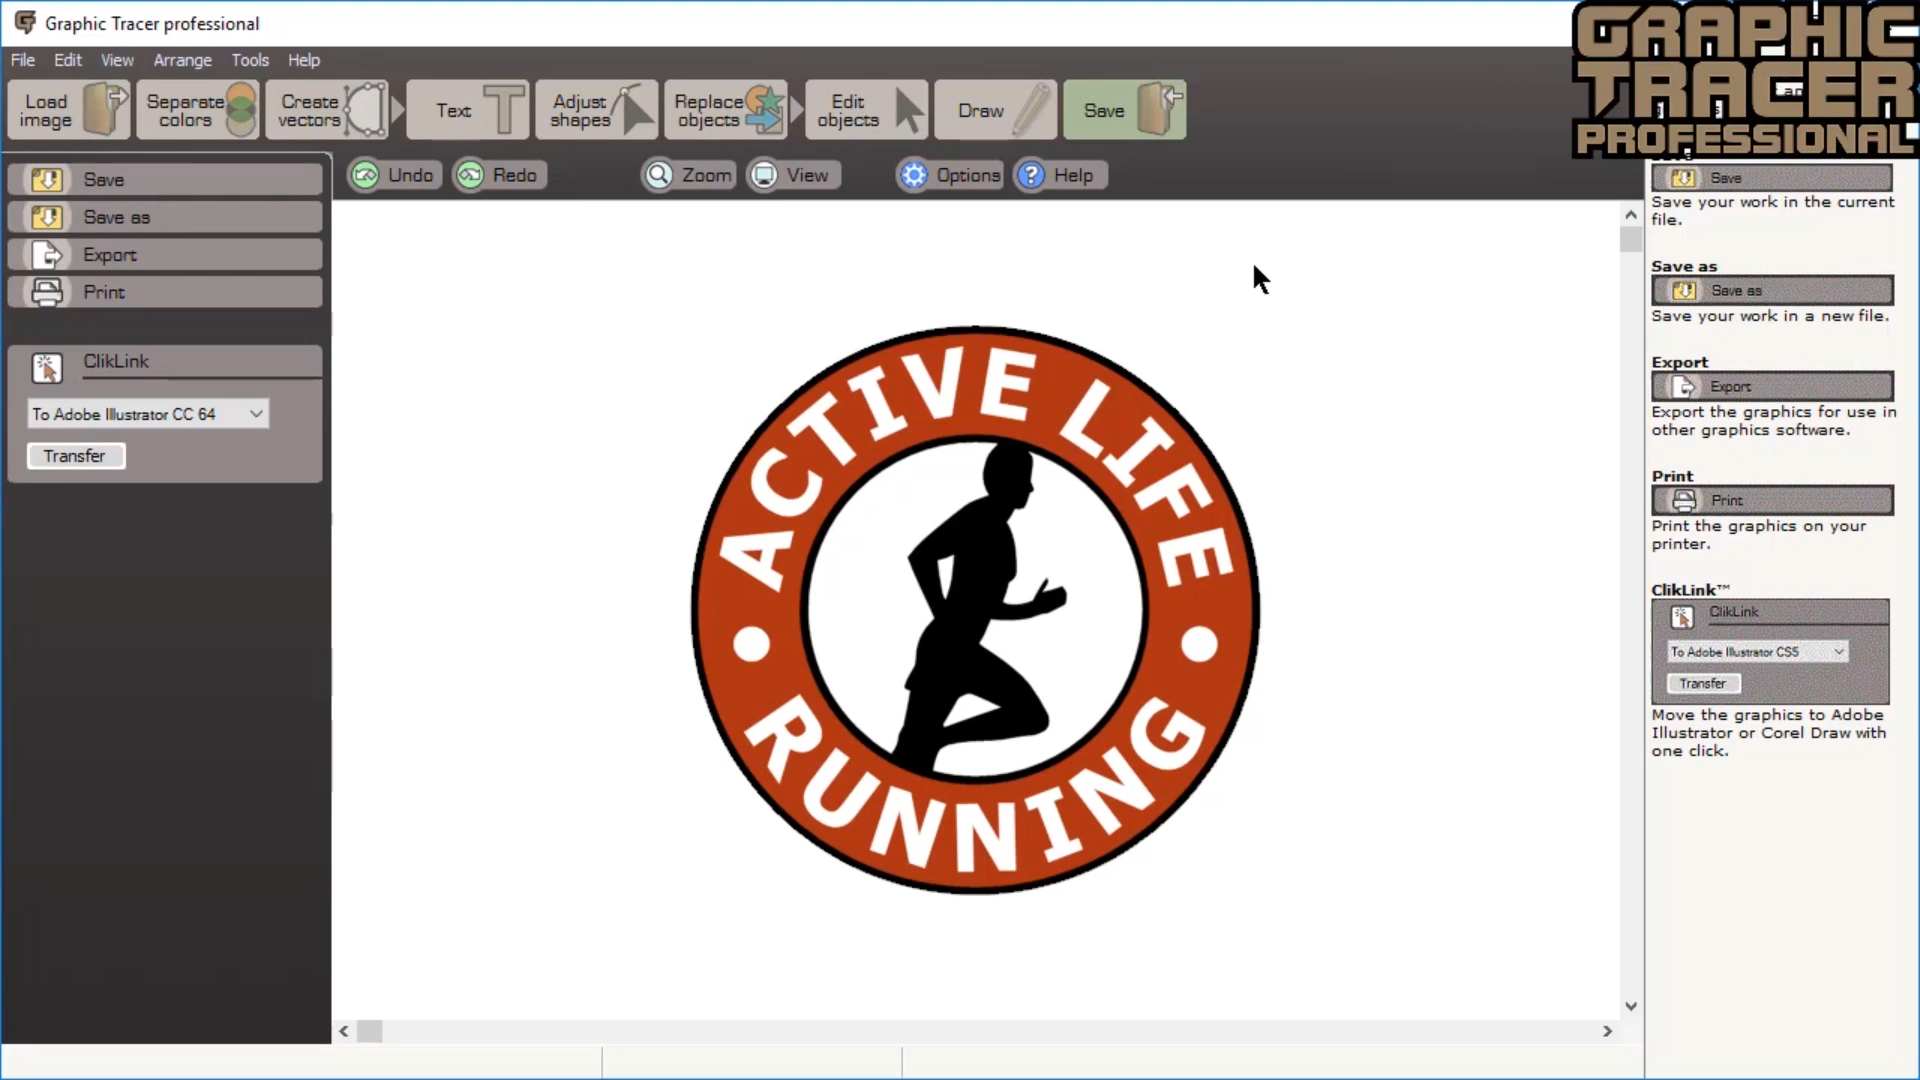 Graphic Tracer professional
GRAPHIC
TRACER
PROFESSIONAL
File Edit View Arrange Tools Help
Load image
Separate colors
Create vectors
Text
Adjust shapes
Replace objects
Edit objects
Draw
Save
Undo
Redo
Zoom
View
Options
Help
Save
Save as
Export
Print
ClikLink
To Adobe Illustrator CC 64
Transfer
ACTIVE LIFE
RUNNING
Save
Save your work in the current
file.
Save as
Save as
Save your work in a new file.
Export
Export
Export the graphics for use in
other graphics software.
Print
Print
Print the graphics on your
printer.
ClikLink™
ClikLink
To Adobe Illustrator CS5
Transfer
Move the graphics to Adobe
Illustrator or Corel Draw with
one click.